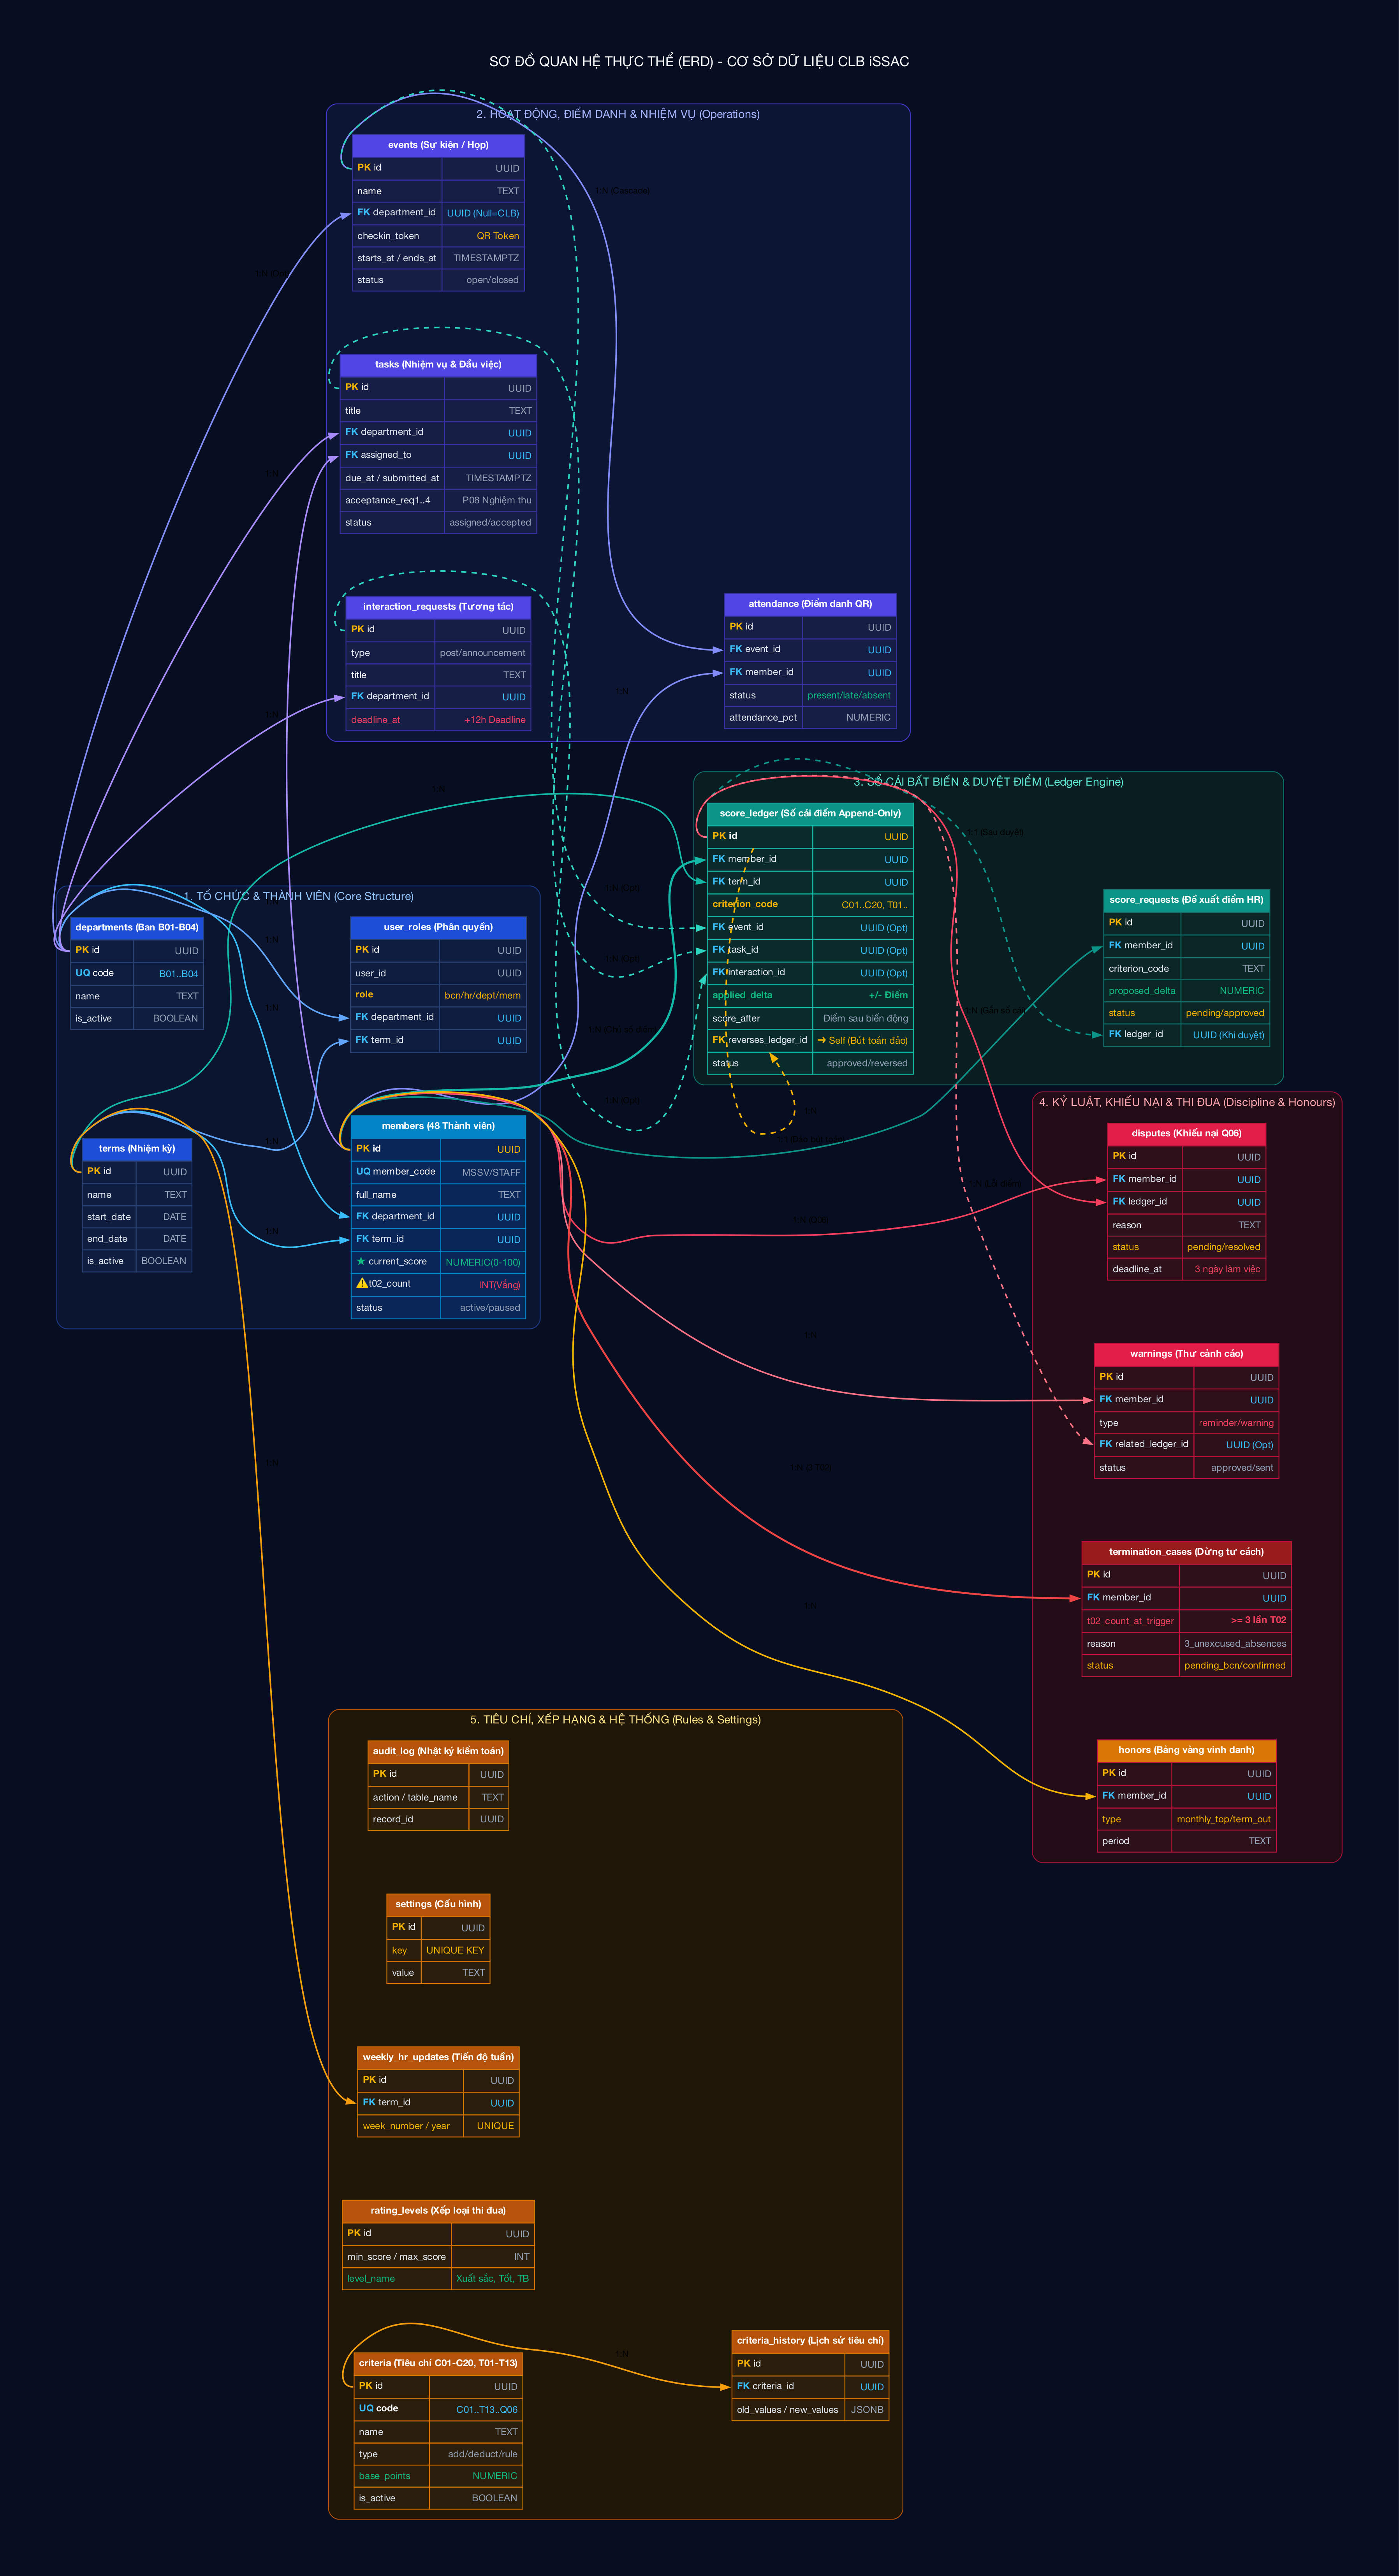 SƠ ĐỒ QUAN HỆ THỰC THỂ (ERD) - CƠ SỞ DỮ LIỆU CLB iSSAC
2. HOẠT ĐỘNG, ĐIỂM DANH & NHIỆM VỤ (Operations)
events (Sự kiện / Họp)
PK id UUID
name TEXT
FK department_id UUID (Null=CLB)
checkin_token QR Token
starts_at / ends_at TIMESTAMPTZ
status open/closed
1:N (Cascade)
tasks (Nhiệm vụ & Đầu việc)
PK id UUID
title TEXT
FK department_id UUID
FK assigned_to UUID
due_at / submitted_at TIMESTAMPTZ
acceptance_req1..4 P08 Nghiệm thu
status assigned/accepted
1:N
interaction_requests (Tương tác)
PK id UUID
type post/announcement
title TEXT
FK department_id UUID
deadline_at +12h Deadline
attendance (Điểm danh QR)
PK id UUID
FK event_id UUID
FK member_id UUID
status present/late/absent
attendance_pct NUMERIC
1:N
1:N
3. SỔ CÁI BẤT BIẾN & DUYỆT ĐIỂM (Ledger Engine)
score_ledger (Sổ cái điểm Append-Only)
PK id UUID
FK member_id UUID
FK term_id UUID
criterion_code C01..C20, T01..
FK event_id UUID (Opt)
FK task_id UUID (Opt)
FK interaction_id UUID (Opt)
applied_delta +/- Điểm
score_after Điểm sau biến động
FK reverses_ledger_id ➔ Self (Bút toán đảo)
status approved/reversed
1:1 (Sau duyệt)
score_requests (Đề xuất điểm HR)
PK id UUID
FK member_id UUID
criterion_code TEXT
proposed_delta NUMERIC
status pending/approved
FK ledger_id UUID (Khi duyệt)
1:N (Opt)
1:N (Opt)
1:N (Opt)
1. TỔ CHỨC & THÀNH VIÊN (Core Structure)
departments (Ban B01-B04)
PK id UUID
UQ code B01..B04
name TEXT
is_active BOOLEAN
user_roles (Phân quyền)
PK id UUID
user_id UUID
role bcn/hr/dept/mem
FK department_id UUID
FK term_id UUID
1:N
1:N
1:N
1:N
1:N
terms (Nhiệm kỳ)
PK id UUID
name TEXT
start_date DATE
end_date DATE
is_active BOOLEAN
members (48 Thành viên)
PK id UUID
UQ member_code MSSV/STAFF
full_name TEXT
FK department_id UUID
FK term_id UUID
★ current_score NUMERIC(0-100)
⚠t02_count INT(Vắng)
status active/paused
4. KỶ LUẬT, KHIẾU NẠI & THI ĐUA (Discipline & Honours)
disputes (Khiếu nại Q06)
PK id UUID
FK member_id UUID
FK ledger_id UUID
reason TEXT
status pending/resolved
deadline_at 3 ngày làm việc
warnings (Thư cảnh cáo)
PK id UUID
FK member_id UUID
type reminder/warning
FK related_ledger_id UUID (Opt)
status approved/sent
1:N
1:N (3 T02)
termination_cases (Dừng tư cách)
PK id UUID
FK member_id UUID
t02_count_at_trigger >= 3 lần T02
reason 3_unexcused_absences
status pending_bcn/confirmed
1:N
1:N
honors (Bảng vàng vinh danh)
PK id UUID
FK member_id UUID
type monthly_top/term_out
period TEXT
5. TIÊU CHÍ, XẾP HẠNG & HỆ THỐNG (Rules & Settings)
audit_log (Nhật ký kiểm toán)
PK id UUID
action / table_name TEXT
record_id UUID
settings (Cấu hình)
PK id UUID
key UNIQUE KEY
value TEXT
weekly_hr_updates (Tiến độ tuần)
PK id UUID
FK term_id UUID
week_number / year UNIQUE
rating_levels (Xếp loại thi đua)
PK id UUID
min_score / max_score INT
level_name Xuất sắc, Tốt, TB
criteria (Tiêu chí C01-C20, T01-T13)
PK id UUID
UQ code C01..T13..Q06
name TEXT
type add/deduct/rule
base_points NUMERIC
is_active BOOLEAN
1:N
criteria_history (Lịch sử tiêu chí)
PK id UUID
FK criteria_id UUID
old_values / new_values JSONB